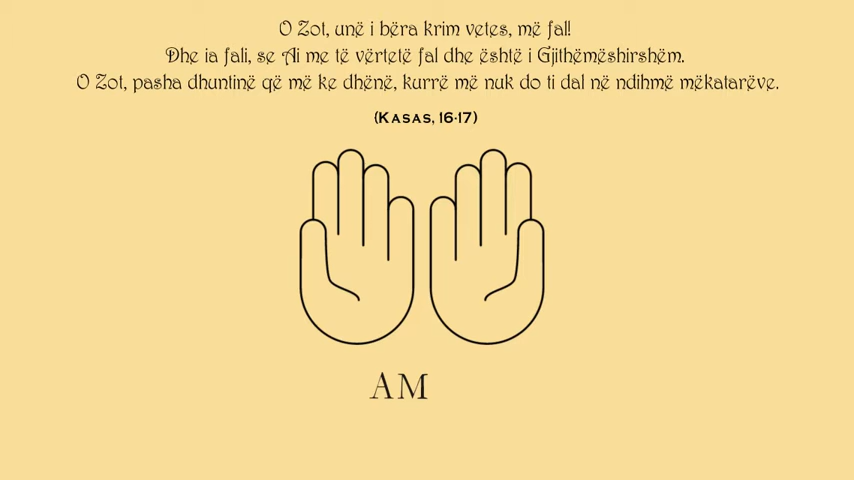 O Zot, unë i bëra krim vetes, më fal!
Dhe ia fali, se Ai me të vërtetë fal dhe është i Gjithëmëshirshëm.
O Zot, pasha dhuntinë që më ke dhënë, kurrë më nuk do ti dal në ndihmë mëkatarëve.
(Kasas, 16-17)
AM